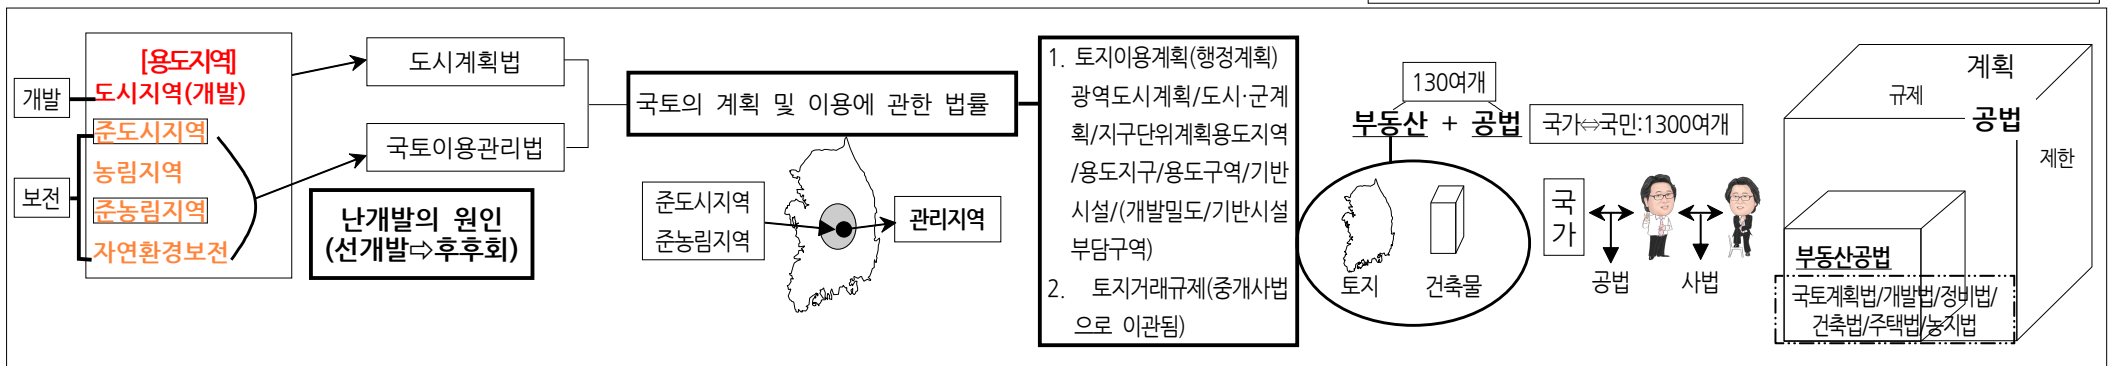 개발
보전
[용도지역]
도시지역(개발)
준도시지역
농림지역
준농림지역
자연환경보전
도시계획법
국토이용관리법
난개발의 원인
(선개발⇨후후회)
국토의 계획 및 이용에 관한 법률
준도시지역
준농림지역
관리지역
1. 토지이용계획(행정계획)
광역도시계획/도시·군계
획/지구단위계획용도지역
/용도지구/용도구역/기반
시설/(개발밀도/기반시설
부담구역)
2. 토지거래규제(중개사법
으로 이관됨)
1300여개
부동산 + 공법
국가⇔국민:1300여개
토지
건축물
국가
공법
사법
계획
규제
공법
제한
부동산공법
국토계획법/개발법/정비법/
건축법/주택법/농지법